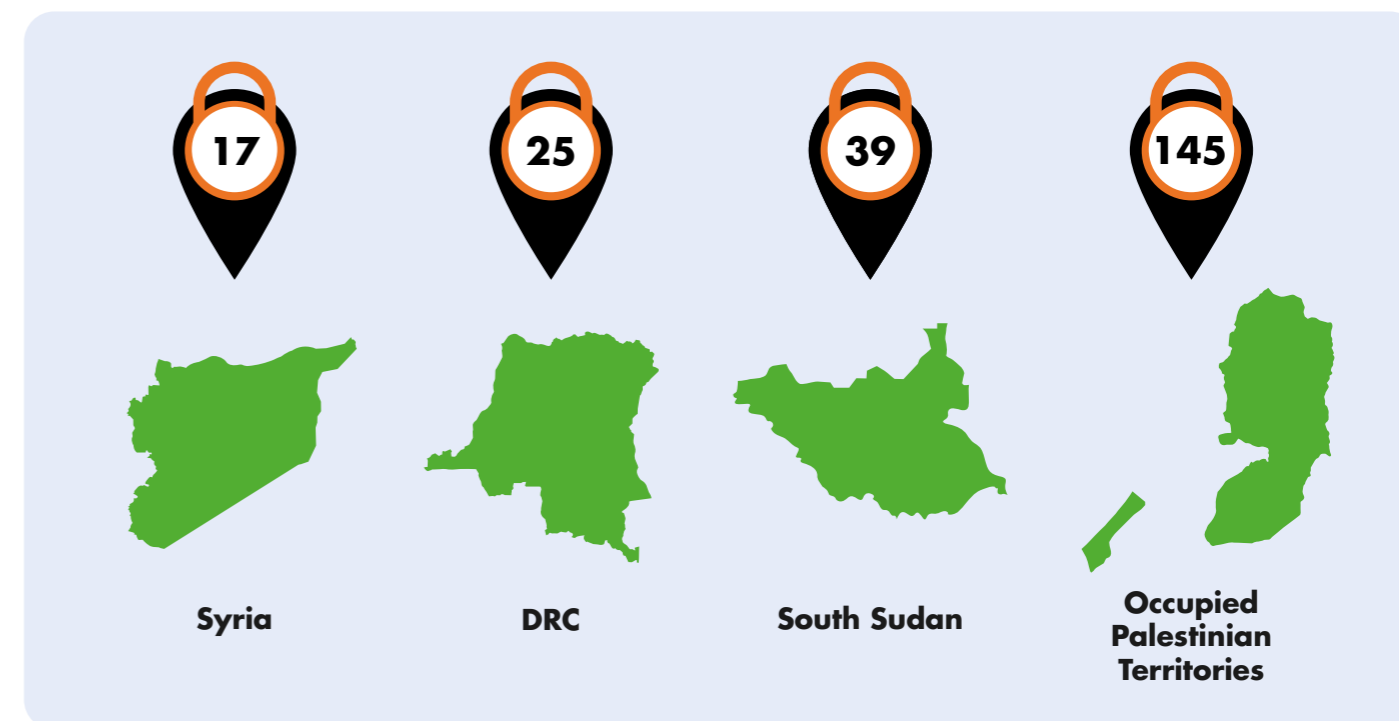 17
25
39
145
Syria
DRC
South Sudan
Occupied
Palestinian
Territories